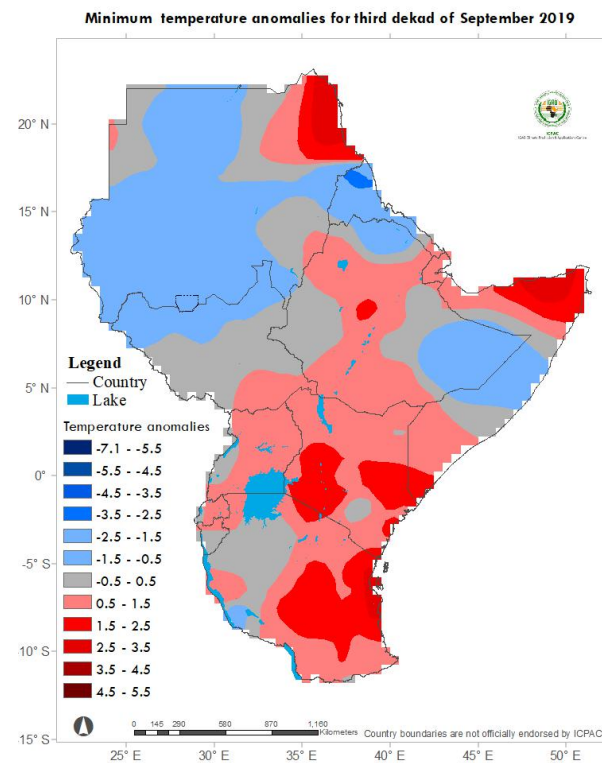 Minimum temperature anomalies for third dekad of September 2019
ICPAC
20° N
15° N
10° N
5° N
0°
-5° S
-10° S
15° S
Legend
Country
Lake
Temperature anomalies
-7.1 - -5.5
-5.5 - -4.5
-4.5 - -3.5
-3.5 - -2.5
-2.5 - -1.5
-1.5 - -0.5
-0.5 - 0.5
0.5 - 1.5
1.5 - 2.5
2.5 - 3.5
3.5 - 4.5
4.5 - 5.5
0 145 290 580 870 1,160
Kilometers
Country boundaries are not officially endorsed by ICPAC
25° E 30° E 35° E 40° E 45° E 50° E